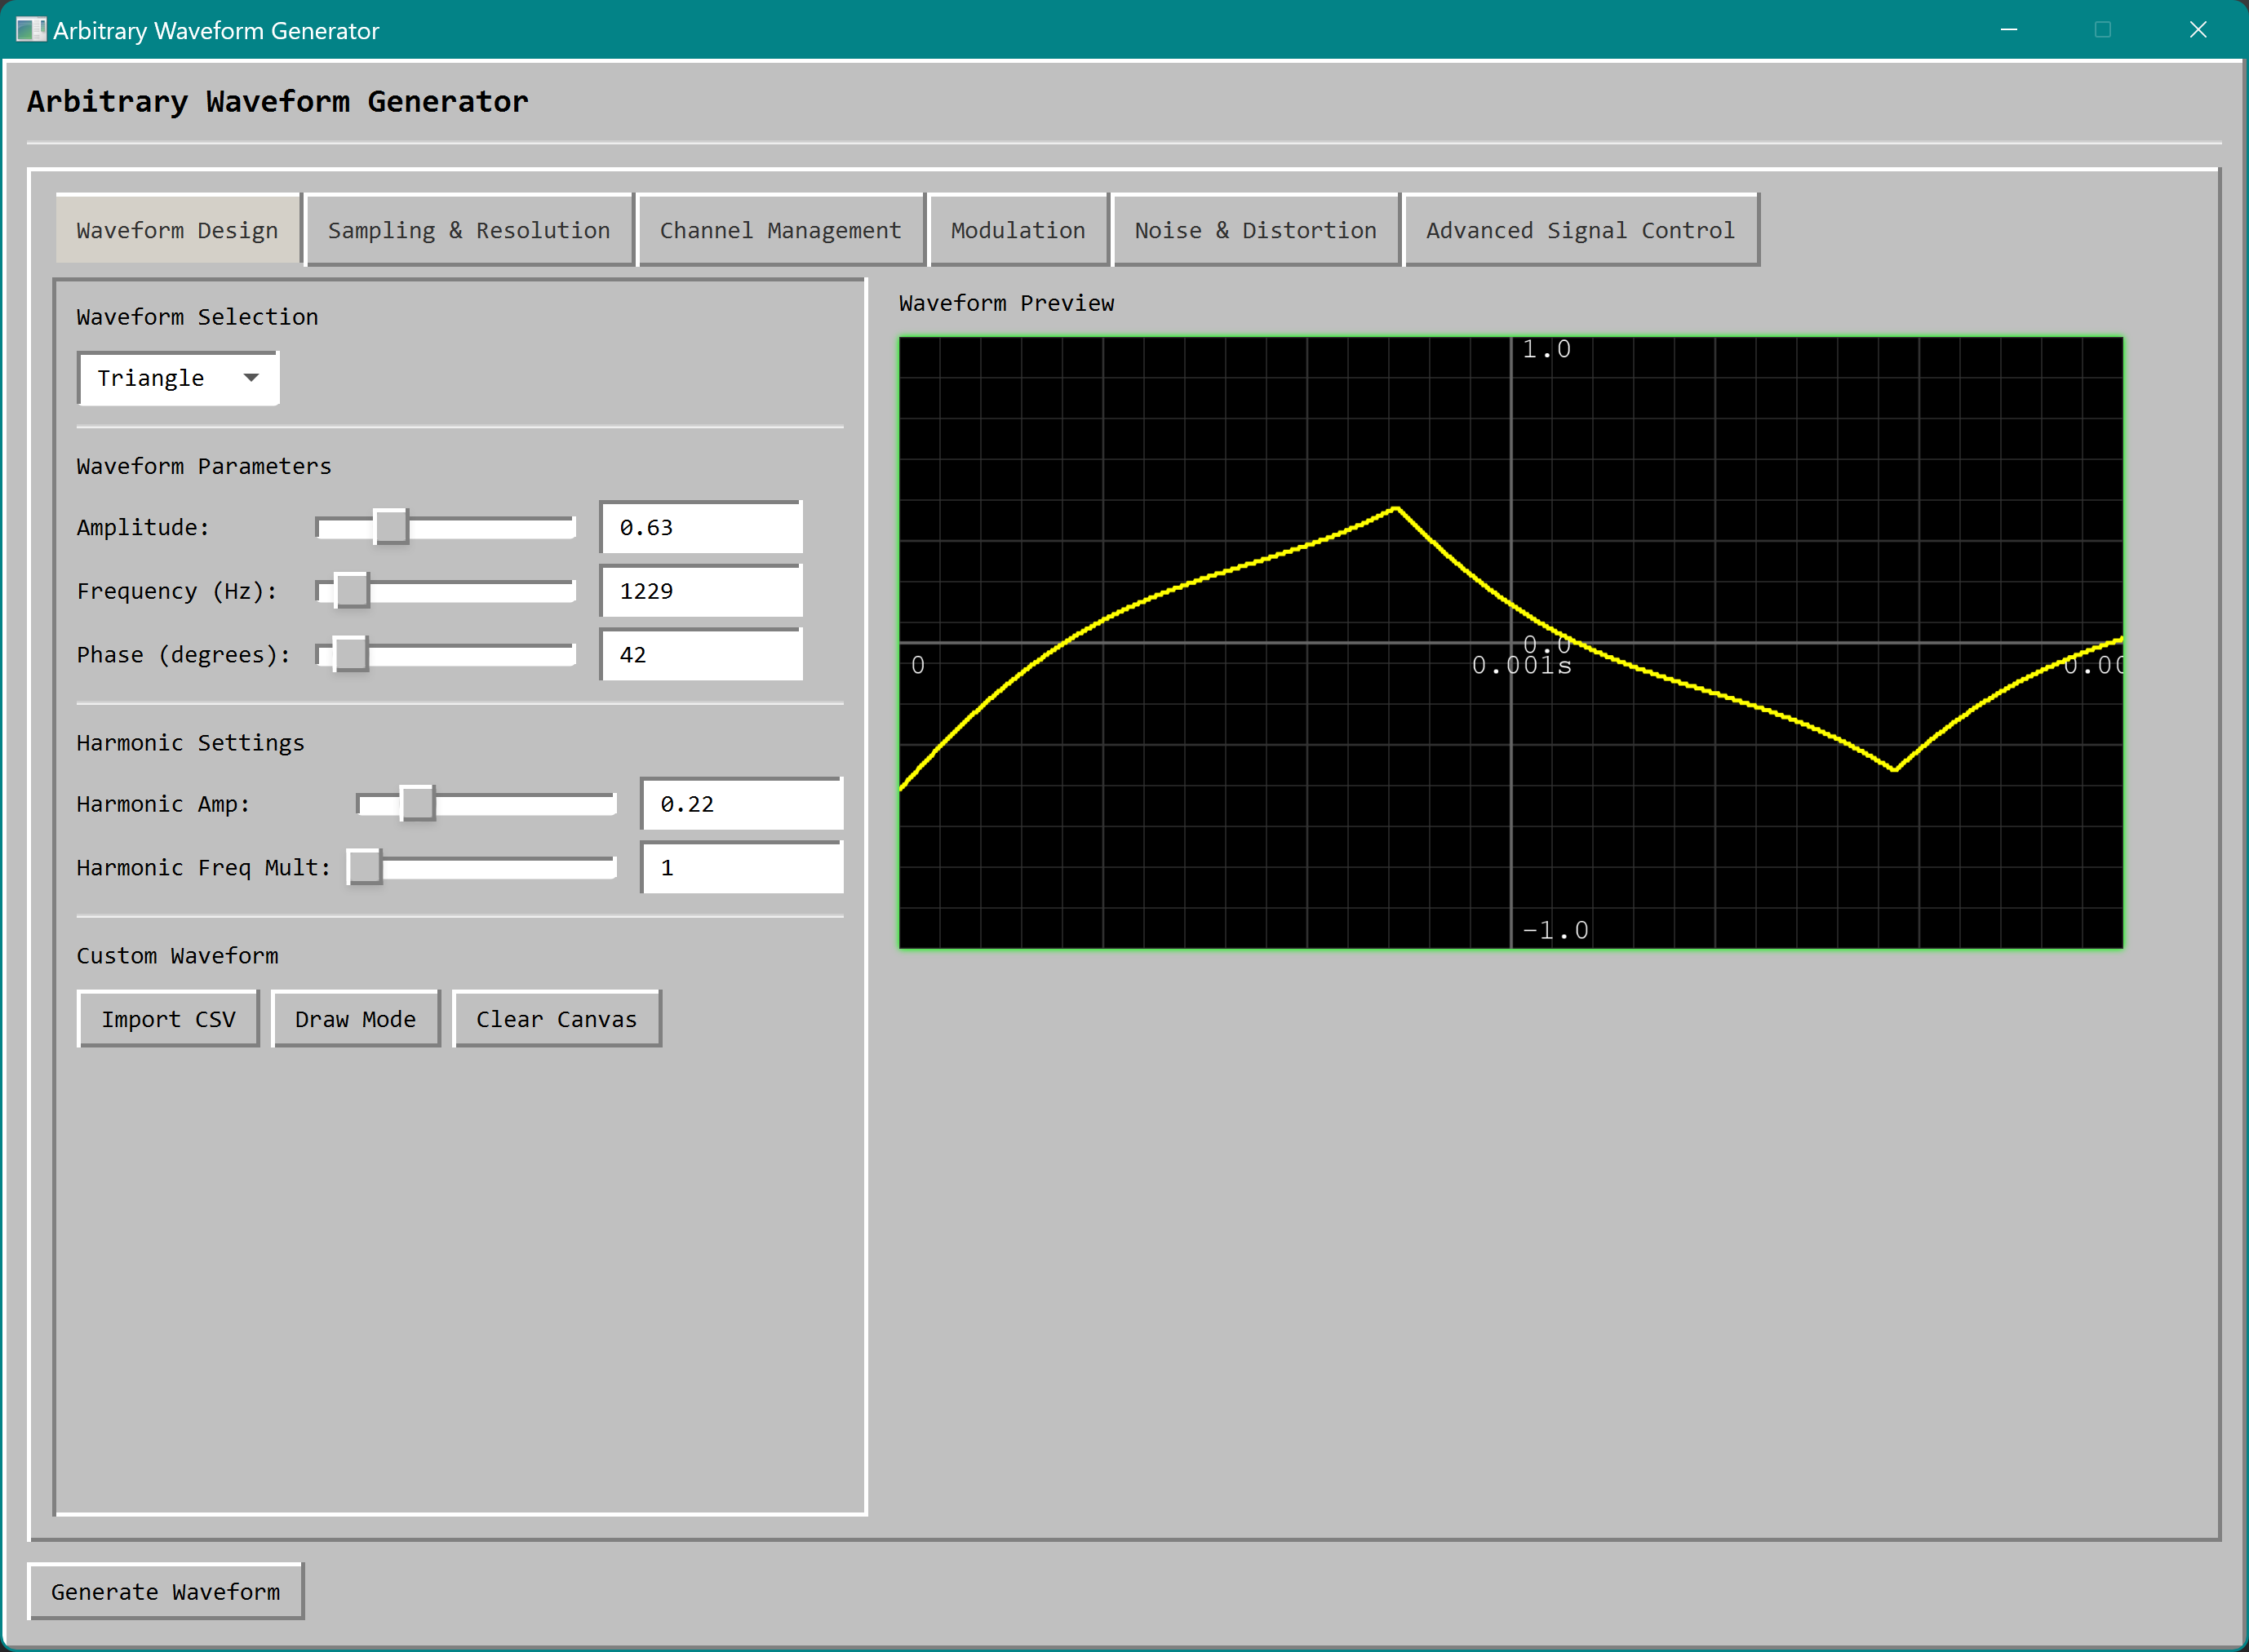 Arbitrary Waveform Generator
Arbitrary Waveform Generator
Waveform Design
Sampling & Resolution
Channel Management
Modulation
Noise & Distortion
Advanced Signal Control
Waveform Selection
Triangle
Waveform Parameters
Amplitude:
0.63
Frequency (Hz):
1229
Phase (degrees):
42
Harmonic Settings
Harmonic Amp:
0.22
Harmonic Freq Mult:
1
Custom Waveform
Import CSV
Draw Mode
Clear Canvas
Waveform Preview
1.0
0.0
0
0.001s
0.00
-1.0
Generate Waveform